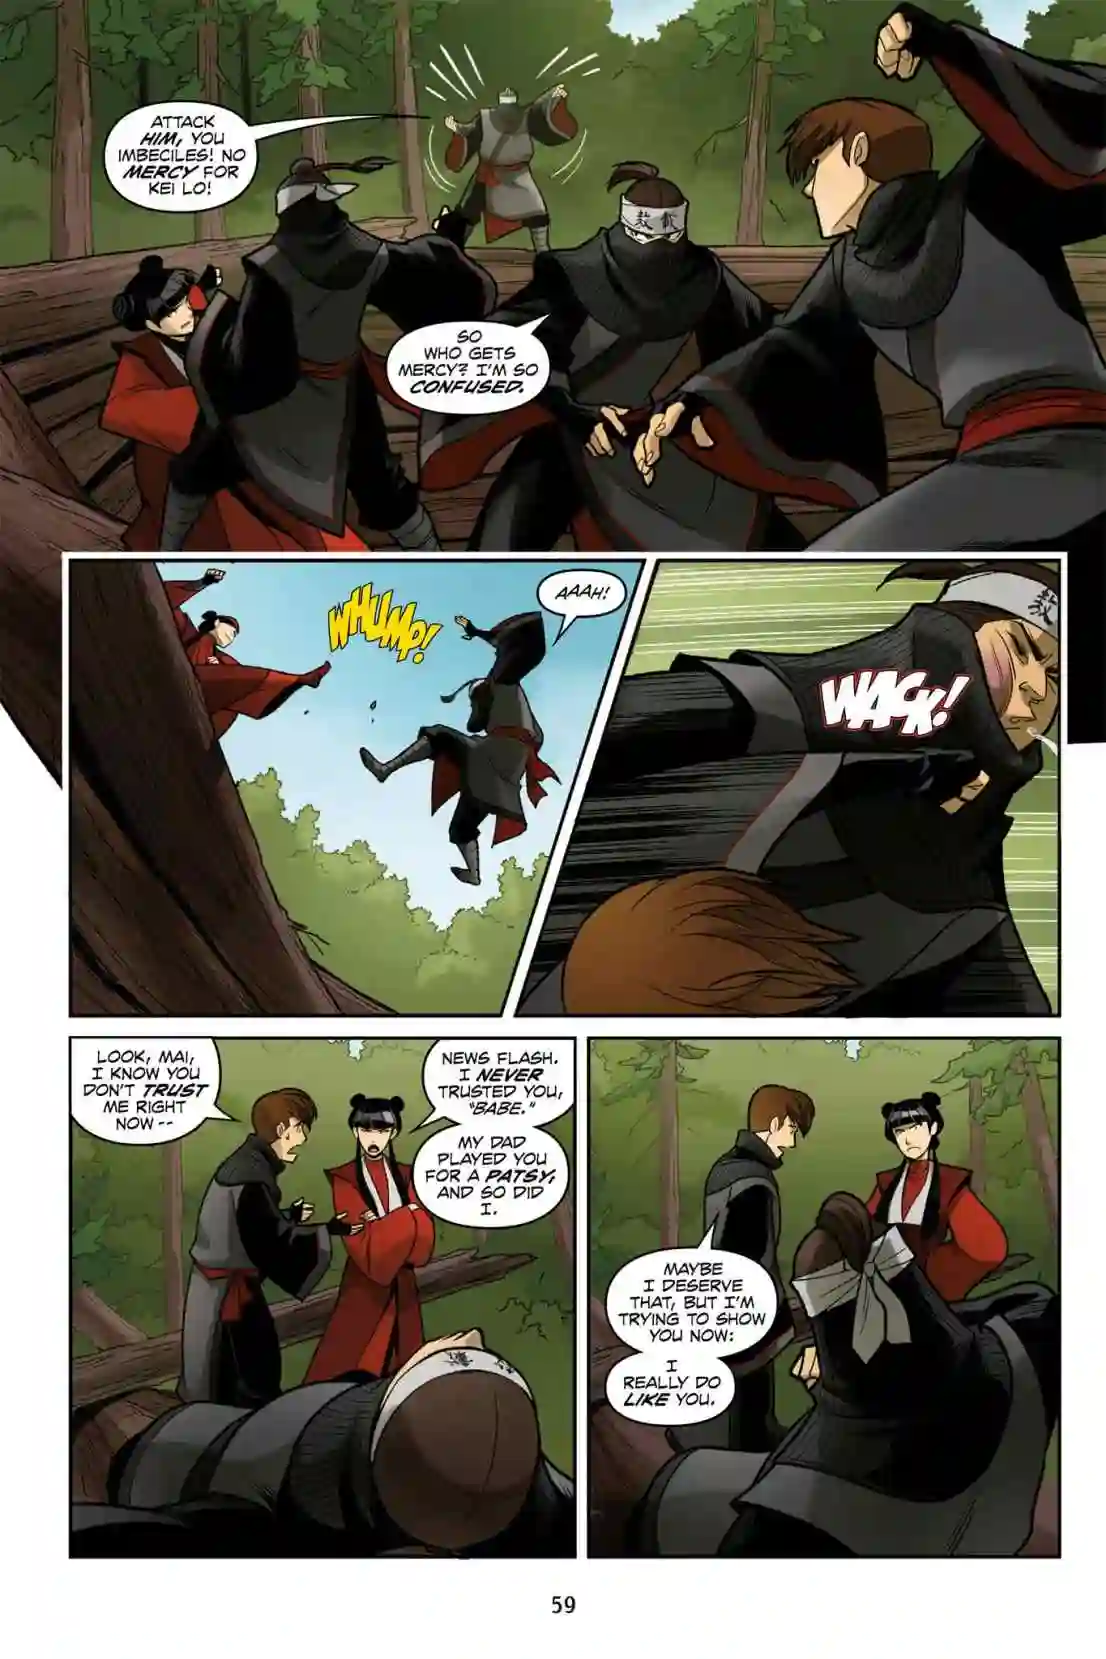 ATTACK
HIM, YOU
IMBECILES! NO
MERCY FOR
KEI LO!
SO
WHO GETS
MERCY? I'M SO
CONFUSED.
WHUMP!
AAAH!
WACK!
LOOK, MAI,
I KNOW YOU
DON'T TRUST
ME RIGHT
NOW --
NEWS FLASH.
I NEVER
TRUSTED YOU,
"BABE."
MY DAD
PLAYED YOU
FOR A PATSY,
AND SO DID
I.
MAYBE
I DESERVE
THAT, BUT I'M
TRYING TO SHOW
YOU NOW:
I
REALLY DO
LIKE YOU.
59